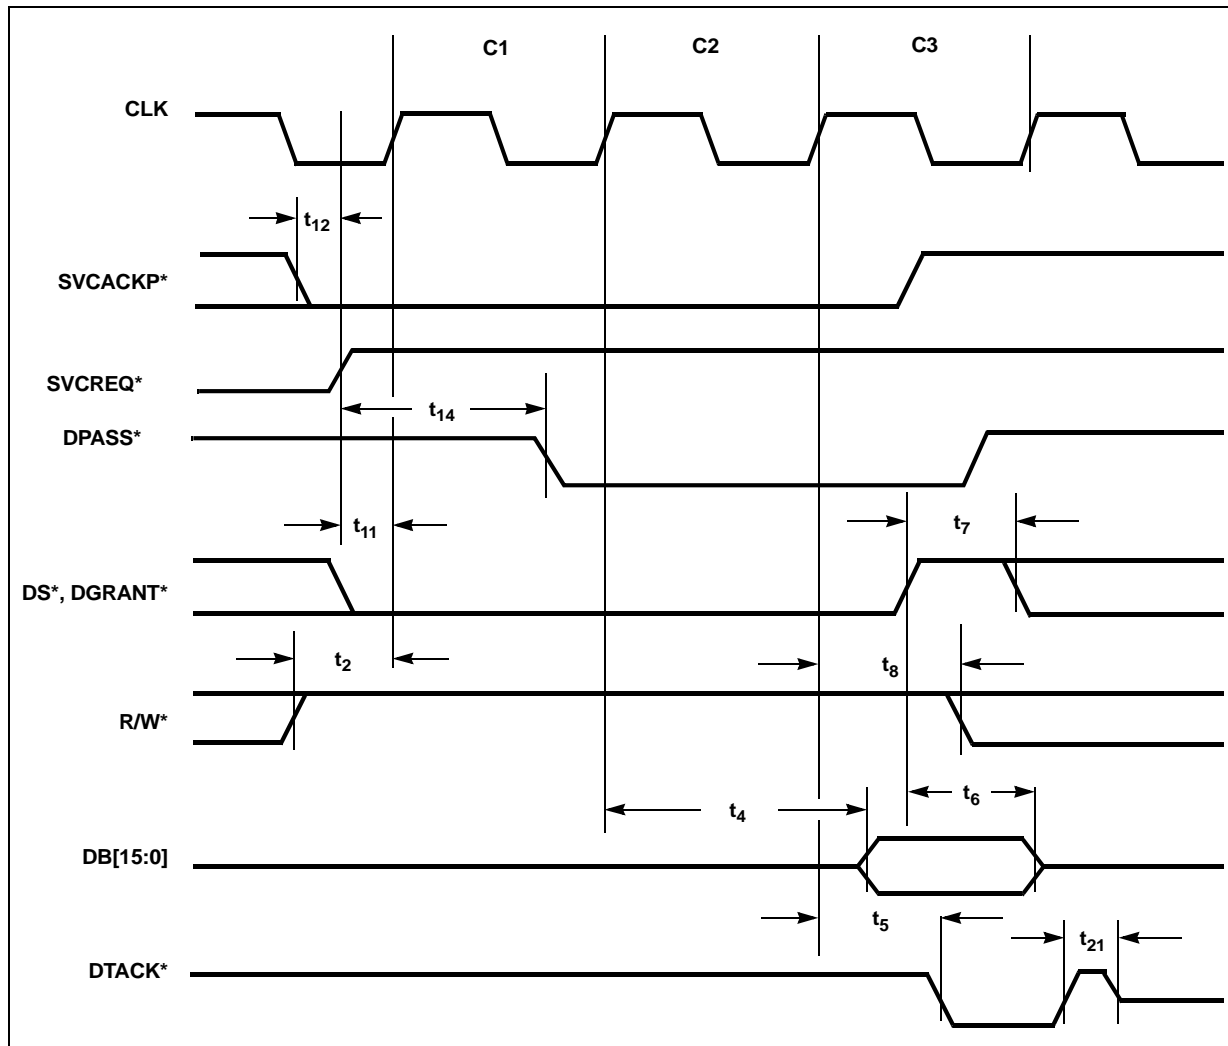 C1 C2 C3
CLK
t12
SVCACKP*
SVCREQ*
t14
DPASS*
t11 t7
DS*, DGRANT*
t2 t8
R/W*
t4 t6
DB[15:0]
t5 t21
DTACK*